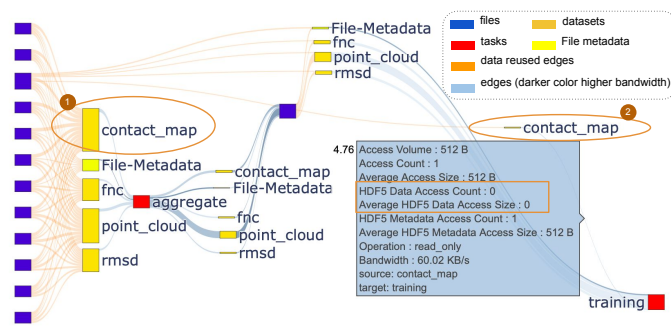 files
datasets
tasks
File metadata
data reused edges
edges (darker color higher bandwidth)
File-Metadata
fnc
point_cloud
rmsd
1
contact_map
File-Metadata
fnc
point_cloud
rmsd
aggregate
contact_map
File-Metadata
fnc
point_cloud
rmsd
2
contact_map
4.76
Access Volume : 512 B
Access Count : 1
Average Access Size : 512 B
HDF5 Data Access Count : 0
Average HDF5 Data Access Size : 0
HDF5 Metadata Access Count : 1
Average HDF5 Metadata Access Size : 512 B
Operation : read_only
Bandwidth : 60.02 KB/s
source: contact_map
target: training
training